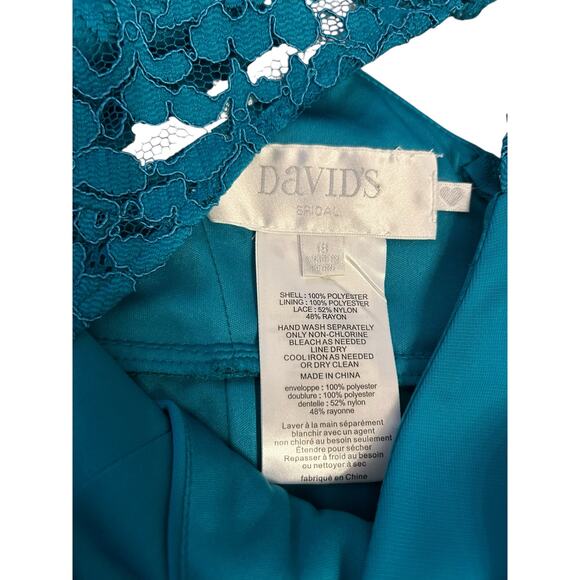 DAVID'S
BRIDAL
18
SHELL : 100% POLYESTER
LINING : 100% POLYESTER
LACE : 52% NYLON
48% RAYON
HAND WASH SEPARATELY
ONLY NON-CHLORINE
BLEACH AS NEEDED
LINE DRY
COOL IRON AS NEEDED
OR DRY CLEAN
MADE IN CHINA
enveloppe : 100% polyester
doublure : 100% polyester
dentelle : 52% nylon
48% rayonne
Laver à la main séparément
blanchir avec un agent
non chloré au besoin seulement
Étendre pour sécher
Repasser à froid au besoin
ou nettoyer à sec
fabriqué en Chine